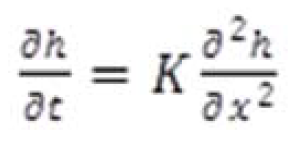 ∂h/∂t = K ∂²h/∂x²